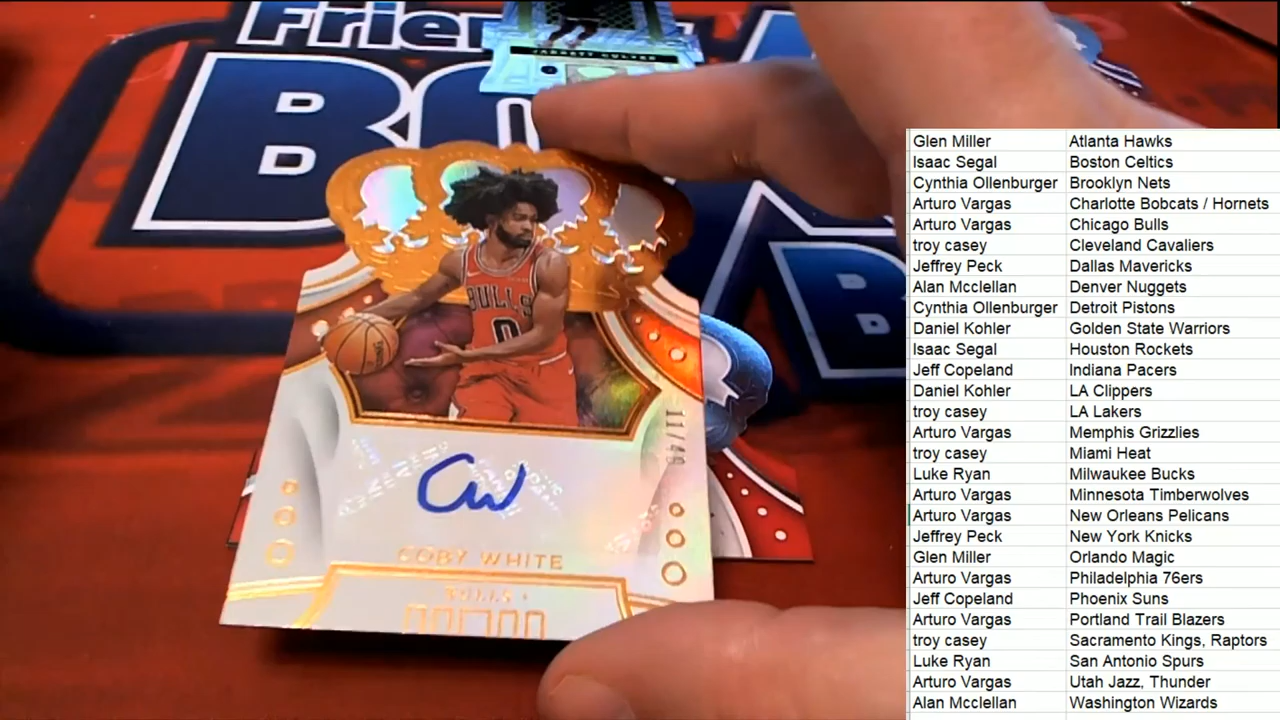 Frien
BO
JARRETT CULVER
B
BULLS
0
11/49
CW
COBY WHITE
BULLS
Glen Miller Atlanta Hawks
Isaac Segal Boston Celtics
Cynthia Ollenburger Brooklyn Nets
Arturo Vargas Charlotte Bobcats / Hornets
Arturo Vargas Chicago Bulls
troy casey Cleveland Cavaliers
Jeffrey Peck Dallas Mavericks
Alan Mcclellan Denver Nuggets
Cynthia Ollenburger Detroit Pistons
Daniel Kohler Golden State Warriors
Isaac Segal Houston Rockets
Jeff Copeland Indiana Pacers
Daniel Kohler LA Clippers
troy casey LA Lakers
Arturo Vargas Memphis Grizzlies
troy casey Miami Heat
Luke Ryan Milwaukee Bucks
Arturo Vargas Minnesota Timberwolves
Arturo Vargas New Orleans Pelicans
Jeffrey Peck New York Knicks
Glen Miller Orlando Magic
Arturo Vargas Philadelphia 76ers
Jeff Copeland Phoenix Suns
Arturo Vargas Portland Trail Blazers
troy casey Sacramento Kings, Raptors
Luke Ryan San Antonio Spurs
Arturo Vargas Utah Jazz, Thunder
Alan Mcclellan Washington Wizards